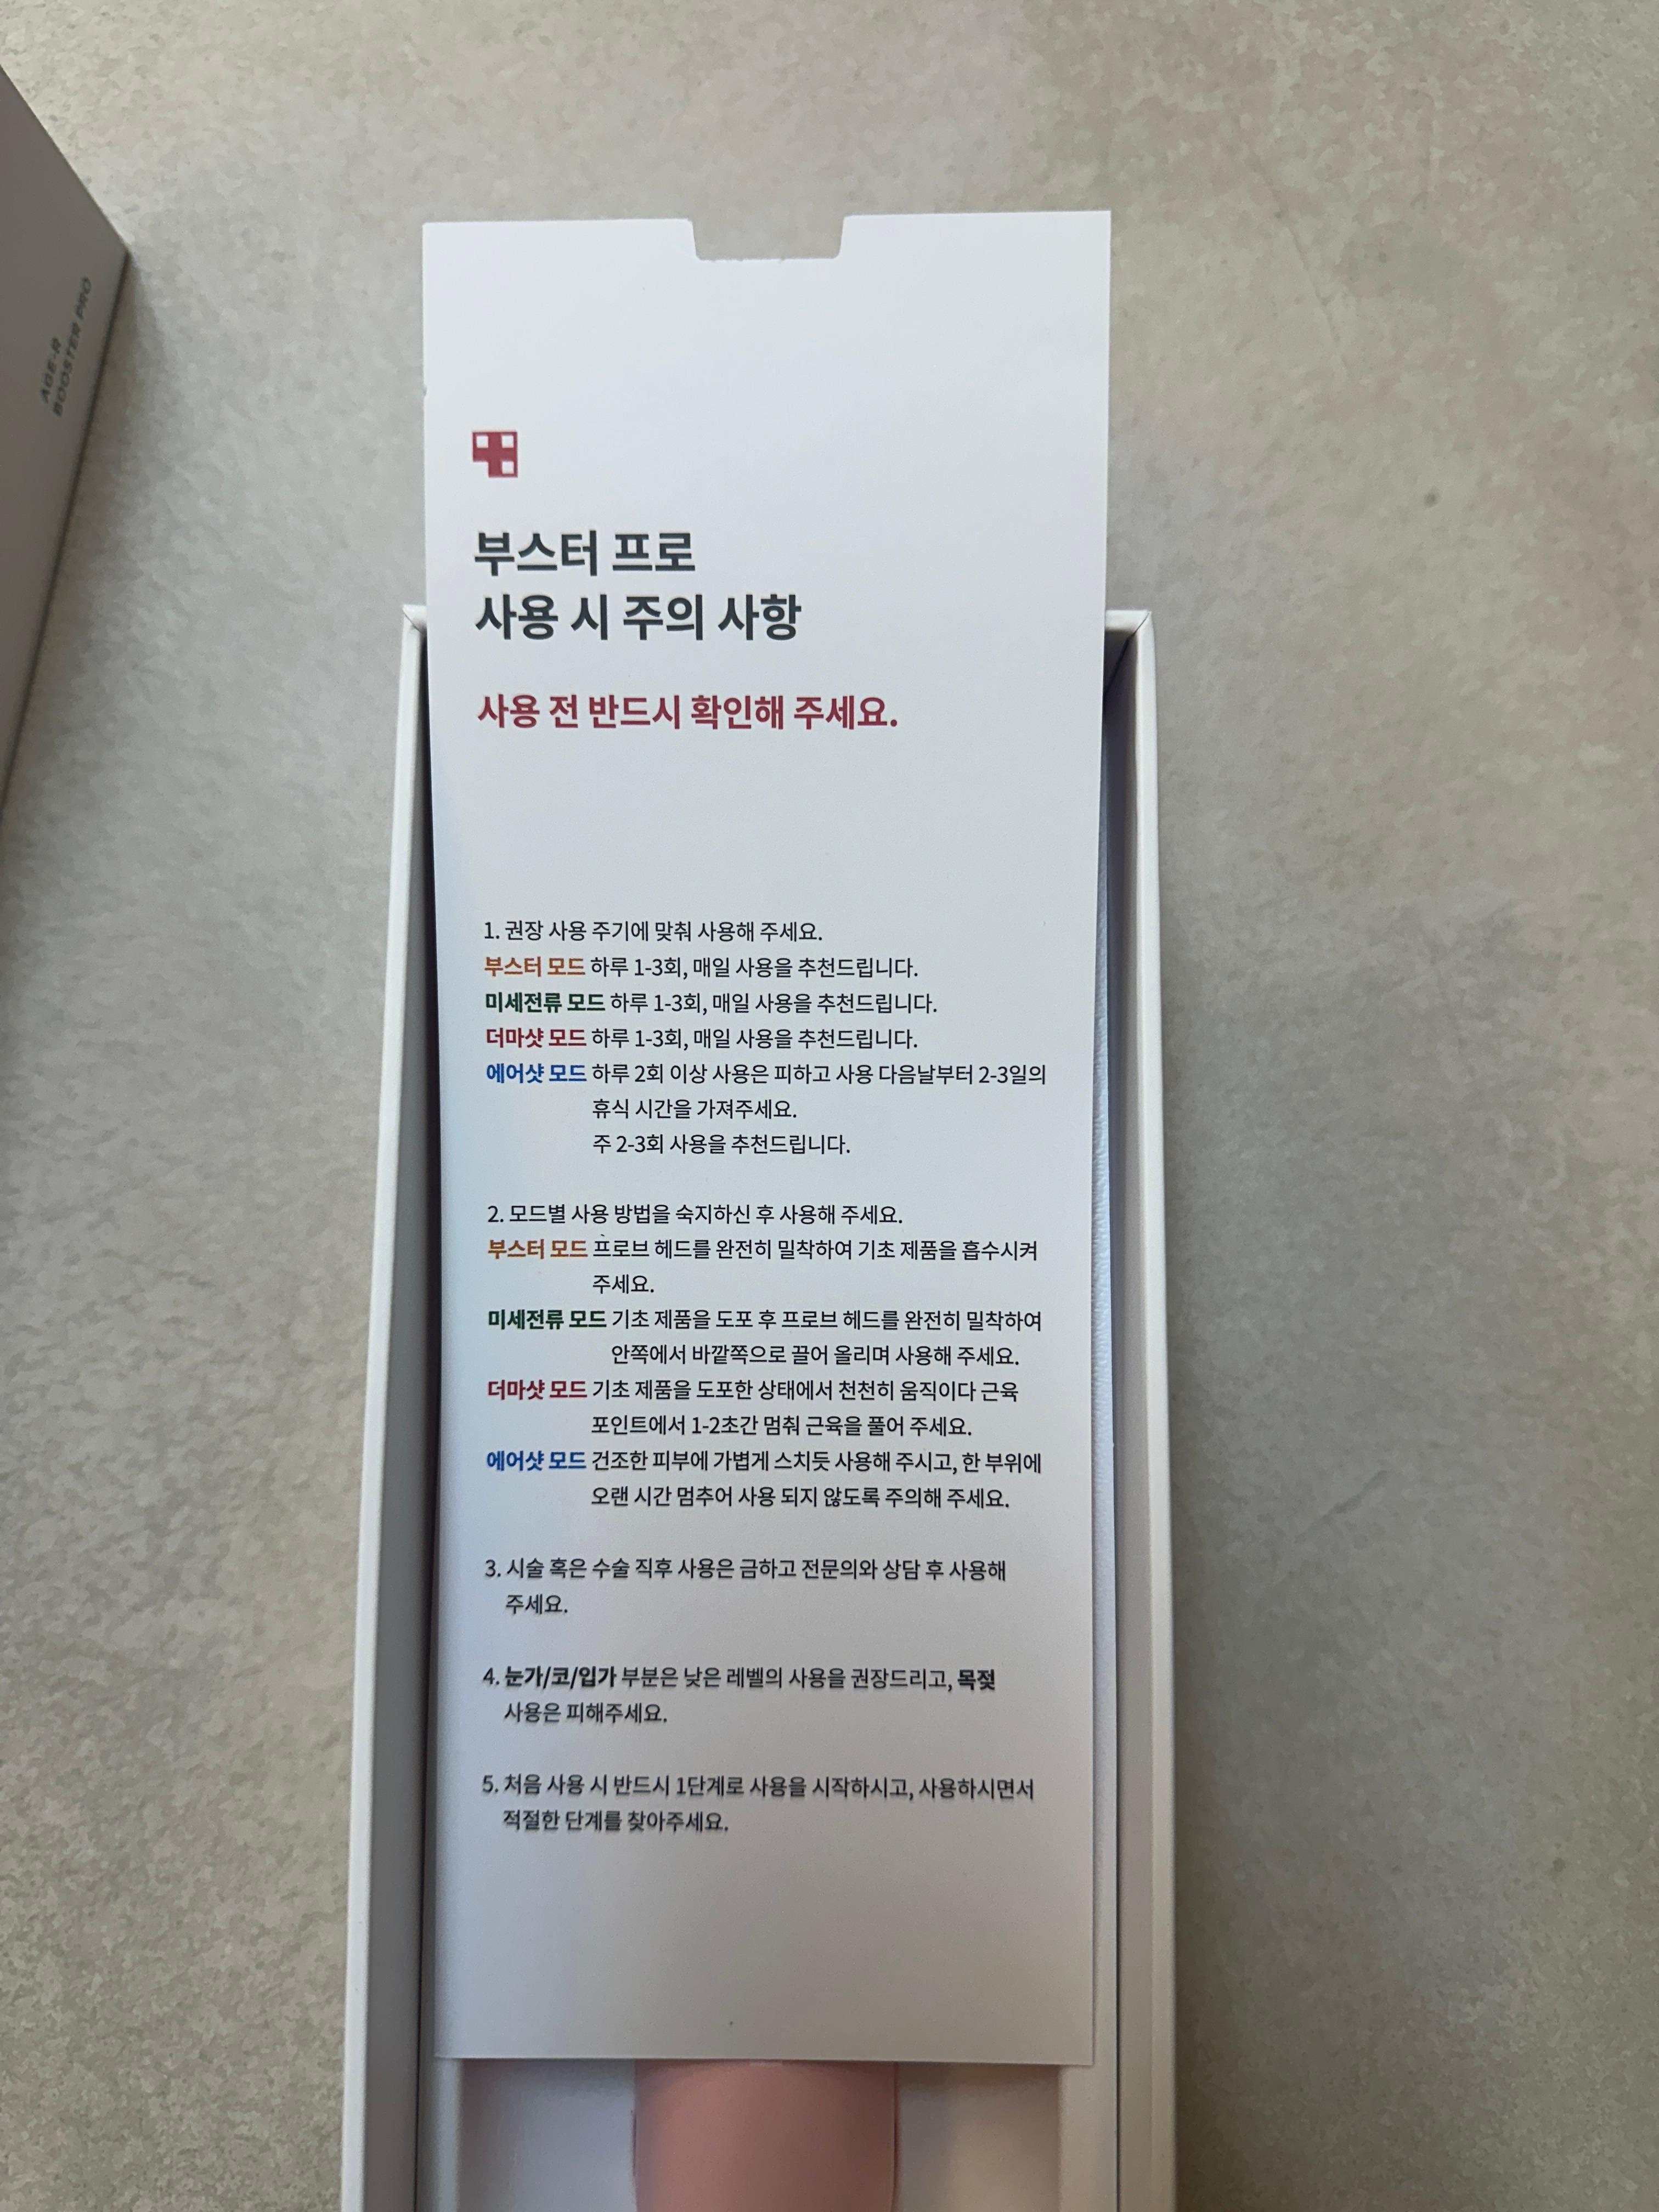 AGE-R
BOOSTER PRO
부스터 프로
사용 시 주의 사항
사용 전 반드시 확인해 주세요.
1. 권장 사용 주기에 맞춰 사용해 주세요.
부스터 모드 하루 1-3회, 매일 사용을 추천드립니다.
미세전류 모드 하루 1-3회, 매일 사용을 추천드립니다.
더마샷 모드 하루 1-3회, 매일 사용을 추천드립니다.
에어샷 모드 하루 2회 이상 사용은 피하고 사용 다음날부터 2-3일의
휴식 시간을 가져주세요.
주 2-3회 사용을 추천드립니다.
2. 모드별 사용 방법을 숙지하신 후 사용해 주세요.
부스터 모드 프로브 헤드를 완전히 밀착하여 기초 제품을 흡수시켜
주세요.
미세전류 모드 기초 제품을 도포 후 프로브 헤드를 완전히 밀착하여
안쪽에서 바깥쪽으로 끌어 올리며 사용해 주세요.
더마샷 모드 기초 제품을 도포한 상태에서 천천히 움직이다 근육
포인트에서 1-2초간 멈춰 근육을 풀어 주세요.
에어샷 모드 건조한 피부에 가볍게 스치듯 사용해 주시고, 한 부위에
오랜 시간 멈추어 사용 되지 않도록 주의해 주세요.
3. 시술 혹은 수술 직후 사용은 금하고 전문의와 상담 후 사용해
주세요.
4. 눈가/코/입가 부분은 낮은 레벨의 사용을 권장드리고, 목젖
사용은 피해주세요.
5. 처음 사용 시 반드시 1단계로 사용을 시작하시고, 사용하시면서
적절한 단계를 찾아주세요.